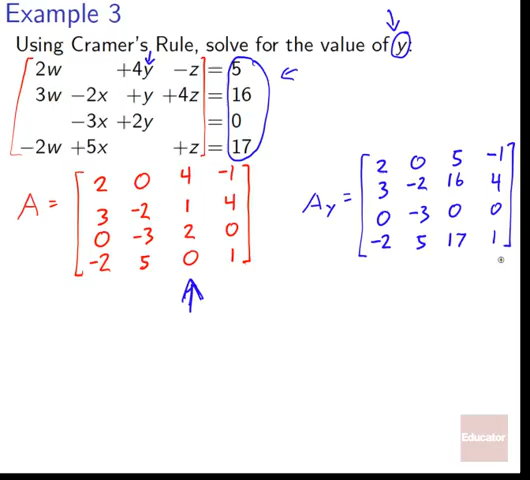 Example 3
Using Cramer's Rule, solve for the value of y.
2w +4y −z = 5
3w −2x +y +4z = 16
−3x +2y = 0
−2w +5x +z = 17
A = [ 2 0 4 -1
3 -2 1 4
0 -3 2 0
-2 5 0 1 ]
Ay = [ 2 0 5 -1
3 -2 16 4
0 -3 0 0
-2 5 17 1 ]
Educator